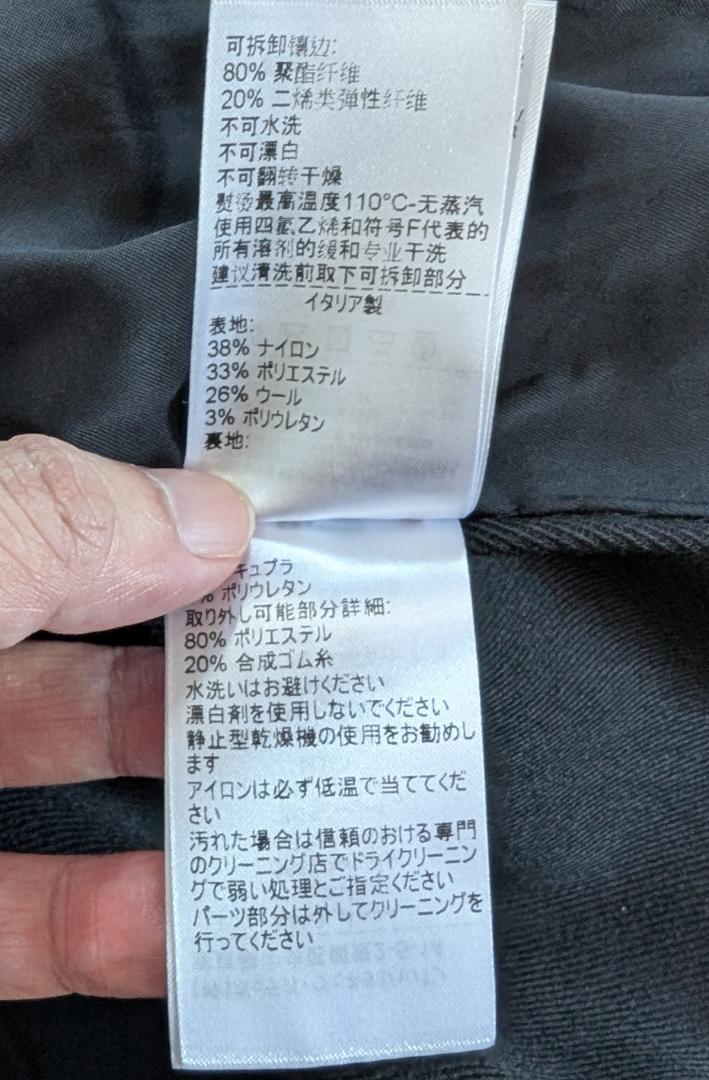 可拆卸镶边:
80% 聚酯纤维
20% 二烯类弹性纤维
不可水洗
不可漂白
不可翻转干燥
熨烫最高温度110°C-无蒸汽
使用四氯乙烯和符号F代表的
所有溶剂的缓和专业干洗
建议清洗前取下可拆卸部分
イタリア製
表地:
38% ナイロン
33% ポリエステル
26% ウール
3% ポリウレタン
裏地:
キュプラ
% ポリウレタン
取り外し可能部分詳細:
80% ポリエステル
20% 合成ゴム糸
水洗いはお避けください
漂白剤を使用しないでください
静止型乾燥機の使用をお勧めし
ます
アイロンは必ず低温で当ててくだ
さい
汚れた場合は信頼のおける専門
のクリーニング店でドライクリーニン
グで弱い処理とご指定ください
パーツ部分は外してクリーニングを
行ってください